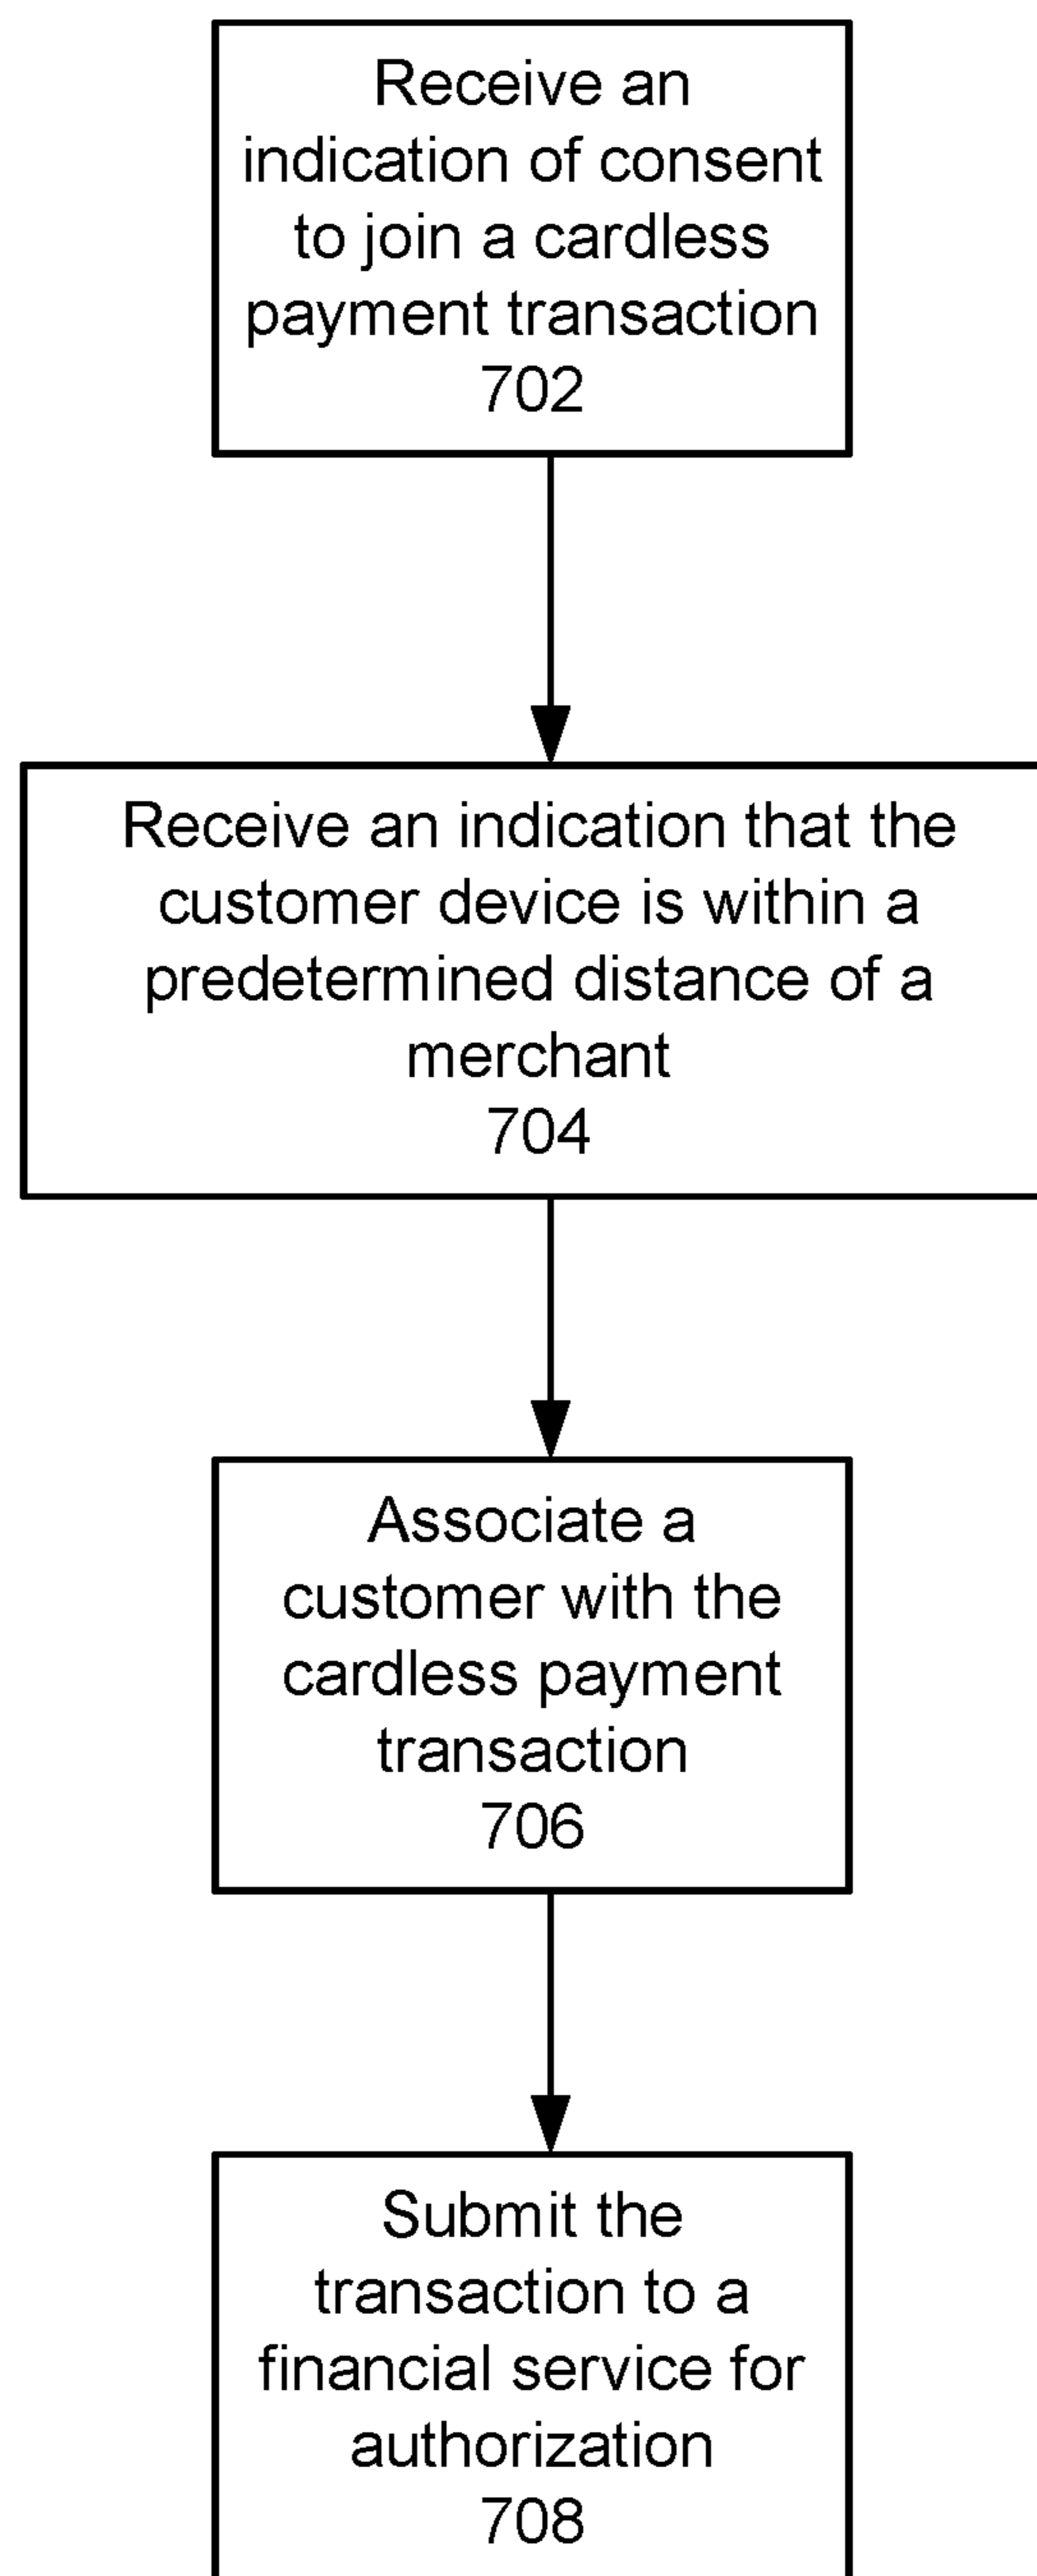 Receive an
indication of consent
to join a cardless
payment transaction
702
Receive an indication that the
customer device is within a
predetermined distance of a
merchant
704
Associate a
customer with the
cardless payment
transaction
706
Submit the
transaction to a
financial service for
authorization
708